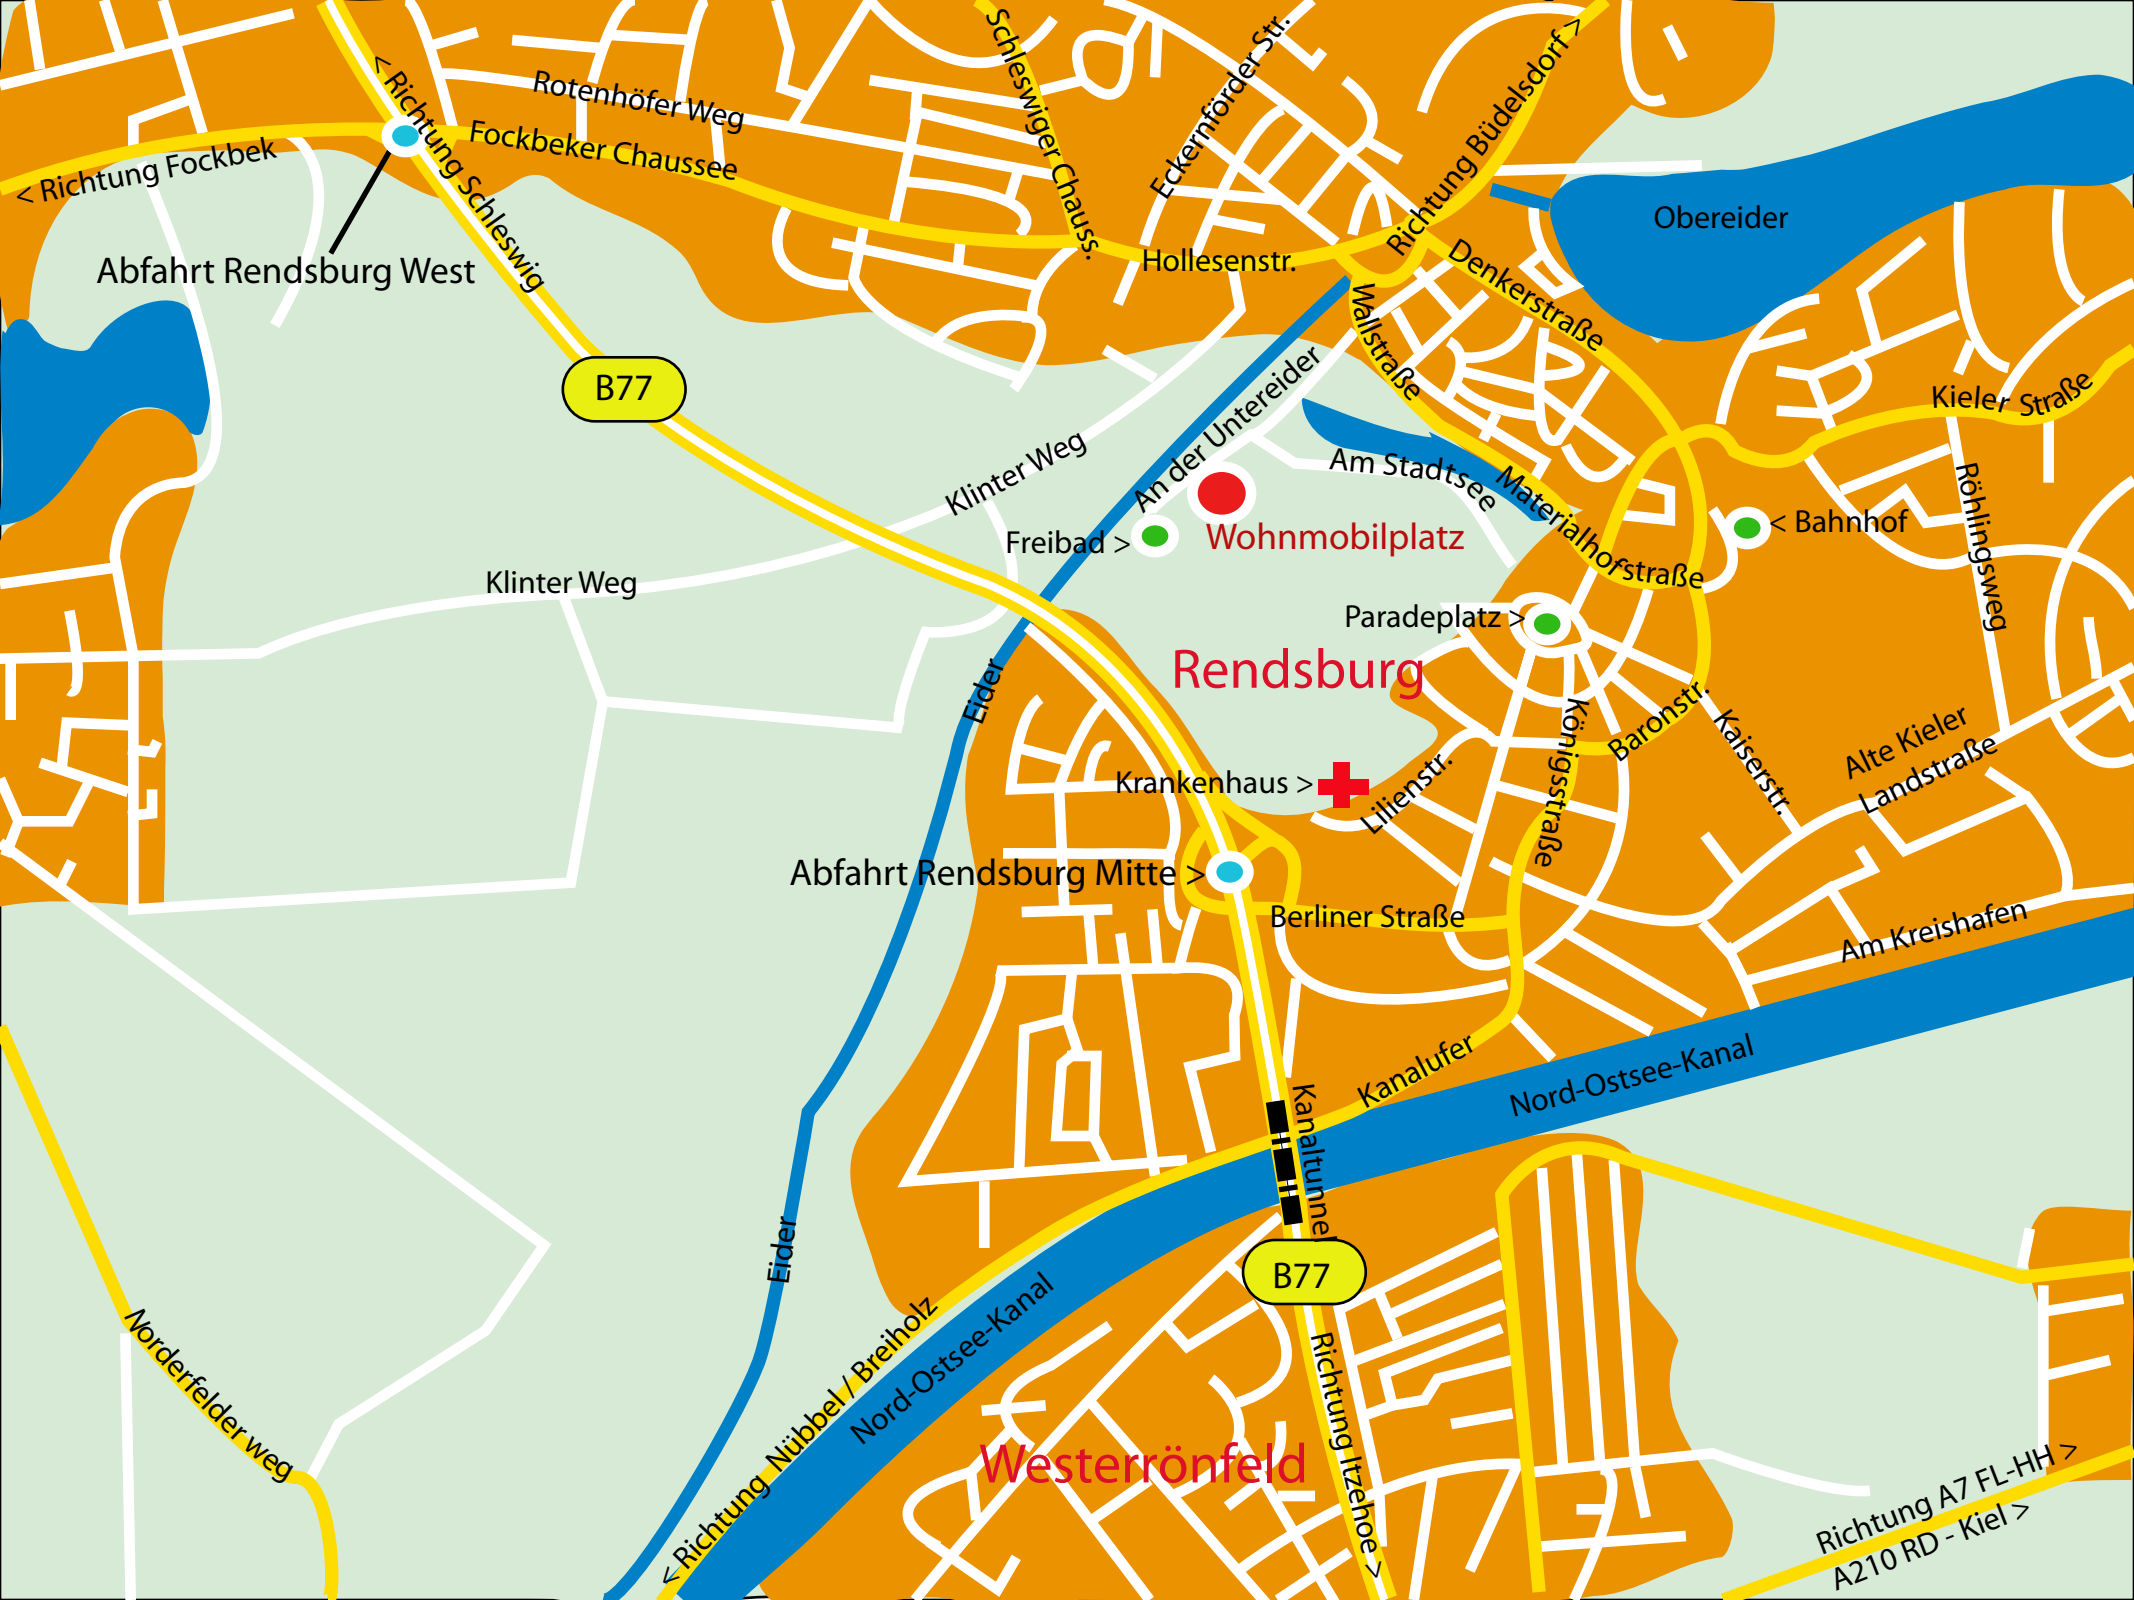 < Richtung Schleswig
Rotenhöfer Weg
Fockbeker Chaussee
< Richtung Fockbek
Schleswiger Chauss.
Eckernförder Str.
Richtung Büdelsdorf >
Obereider
Hollesenstr.
Abfahrt Rendsburg West
Denkerstraße
Wallstraße
B77
An der Untereider
Kieler Straße
Klinter Weg
Am Stadtsee
Materialhofstraße
Röhlingsweg
< Bahnhof
Freibad >
Wohnmobilplatz
Klinter Weg
Paradeplatz >
Rendsburg
Eider
Königsstraße
Baronstr.
Kaiserstr.
Alte Kieler
Landstraße
Krankenhaus >
Lilienstr.
Abfahrt Rendsburg Mitte >
Berliner Straße
Am Kreishafen
Kanalufer
Nord-Ostsee-Kanal
Kanaltunnel
Eider
B77
Norderfelder weg
< Richtung Nübbel / Breiholz
Nord-Ostsee-Kanal
Richtung Itzehoe >
Westerrönfeld
Richtung A7 FL-HH >
A210 RD - Kiel >